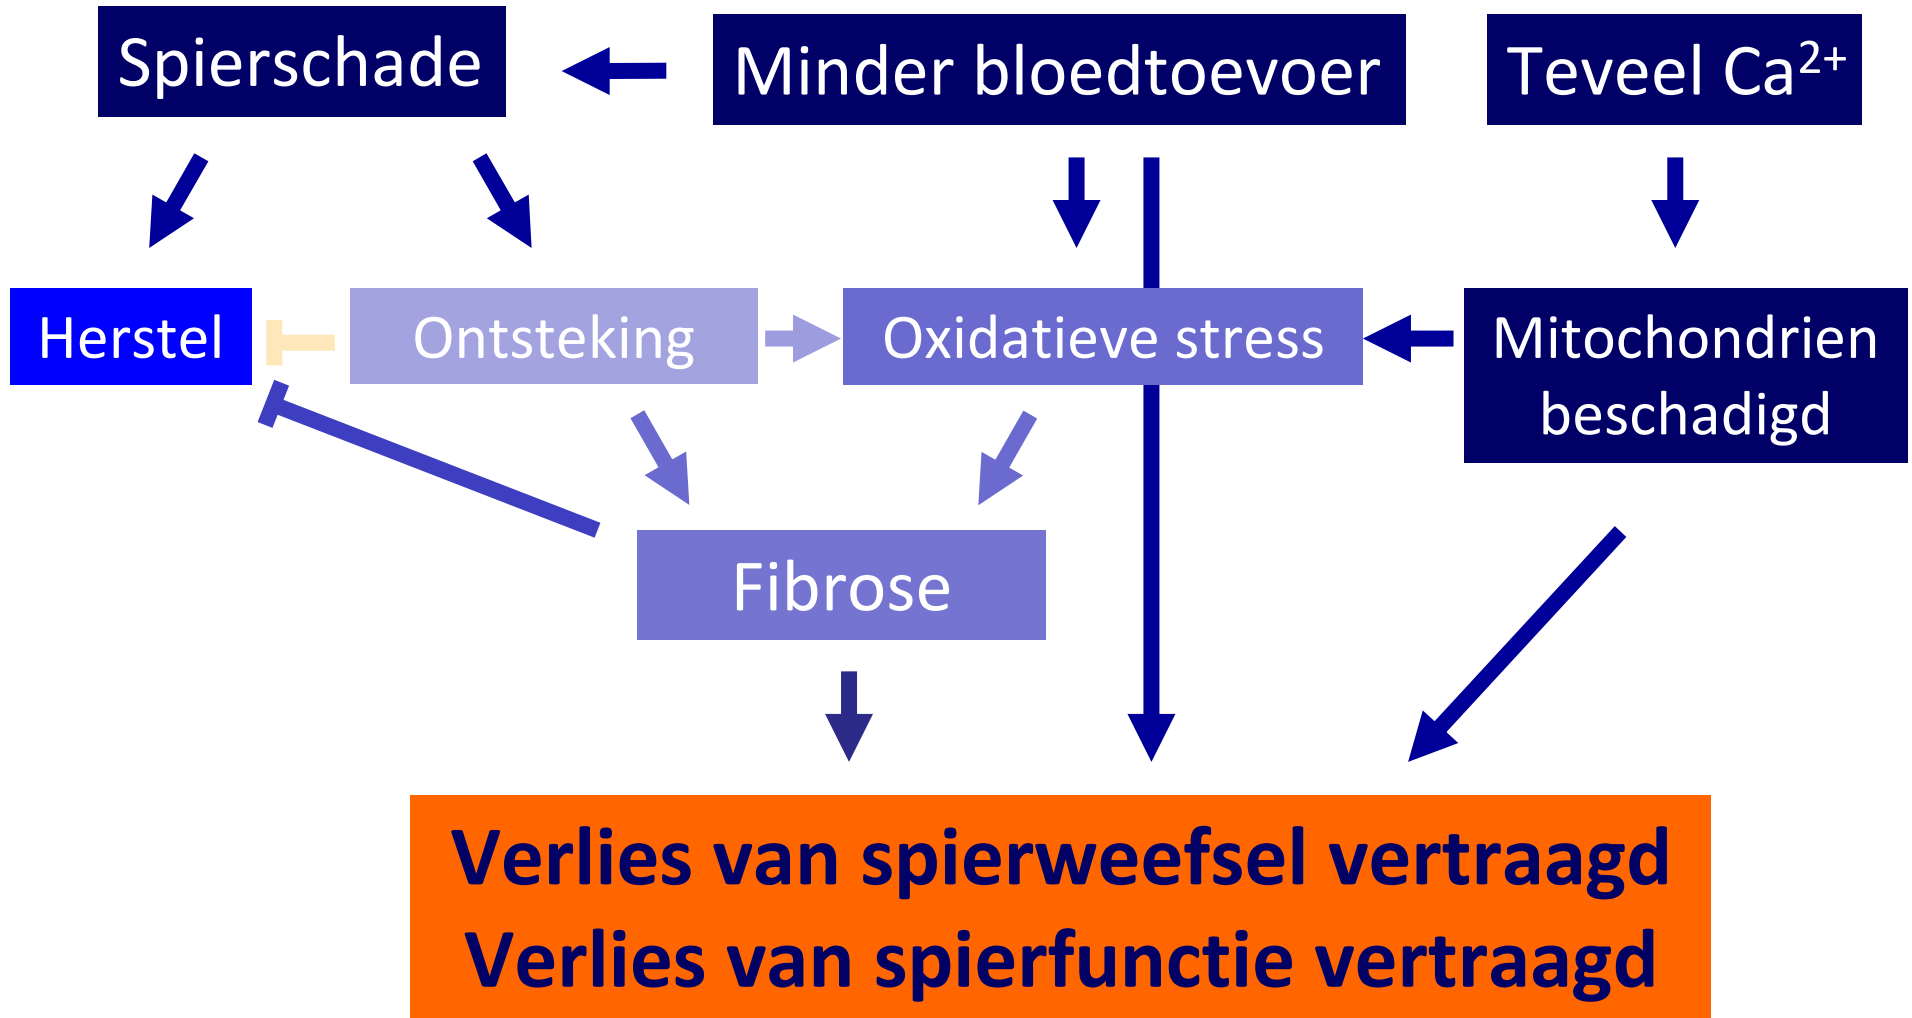 Spierschade
Minder bloedtoevoer
Teveel Ca²⁺
Herstel
Ontsteking
Oxidatieve stress
Mitochondrien
beschadigd
Fibrose
Verlies van spierweefsel vertraagd
Verlies van spierfunctie vertraagd